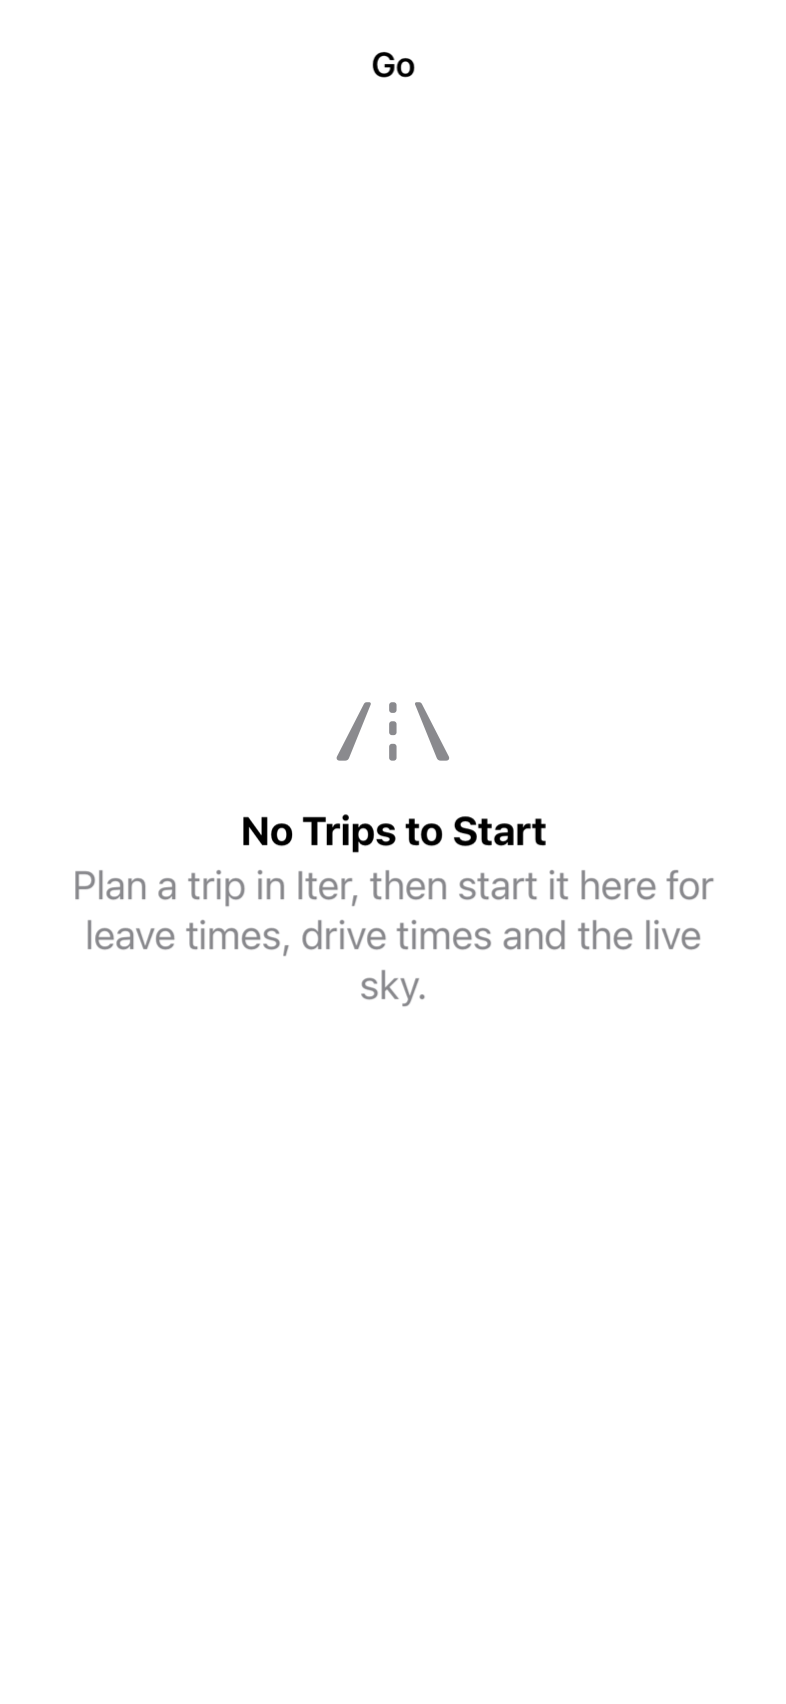 Go
No Trips to Start
Plan a trip in Iter, then start it here for
leave times, drive times and the live
sky.